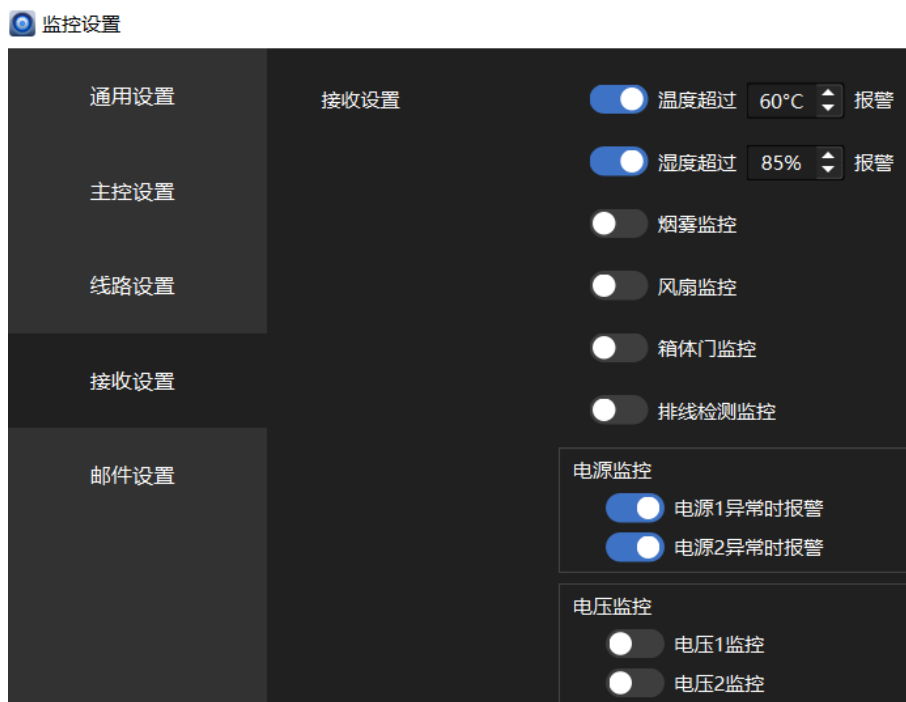 监控设置
通用设置
主控设置
线路设置
接收设置
邮件设置
接收设置
温度超过 60°C 报警
湿度超过 85% 报警
烟雾监控
风扇监控
箱体门监控
排线检测监控
电源监控
电源1异常时报警
电源2异常时报警
电压监控
电压1监控
电压2监控